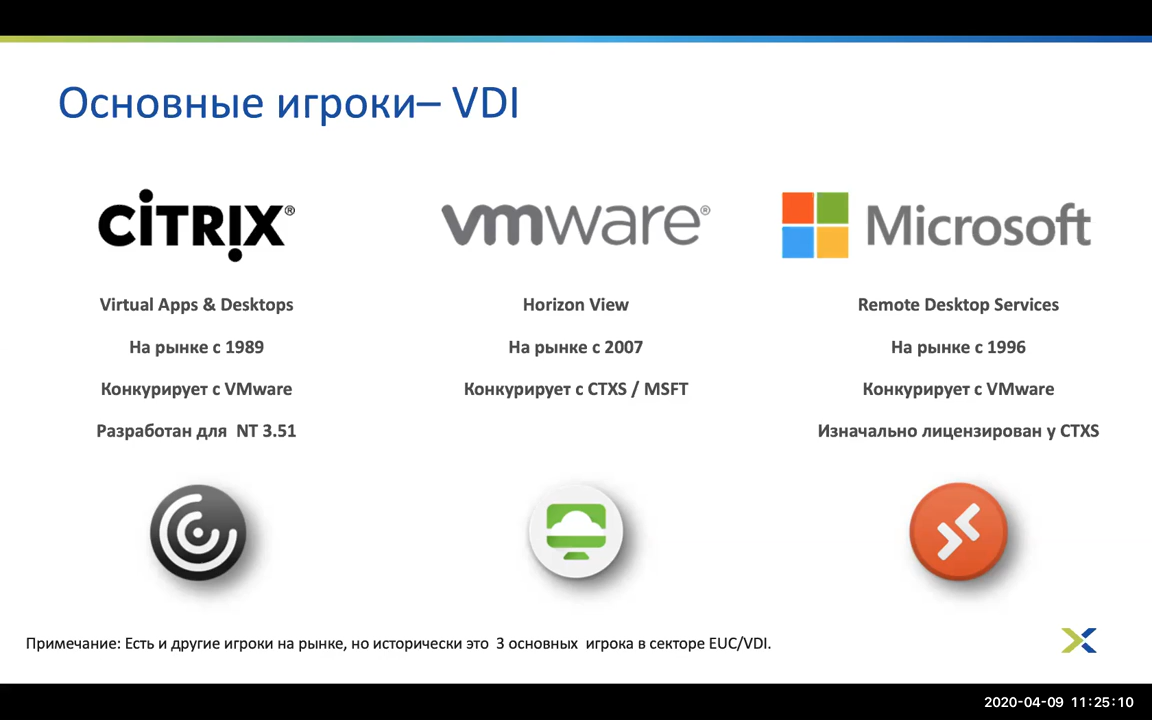 Основные игроки– VDI
CİTRIX®
vmware®
Microsoft
Virtual Apps & Desktops
На рынке с 1989
Конкурирует с VMware
Разработан для NT 3.51
Horizon View
На рынке с 2007
Конкурирует с CTXS / MSFT
Remote Desktop Services
На рынке с 1996
Конкурирует с VMware
Изначально лицензирован у CTXS
Примечание: Есть и другие игроки на рынке, но исторически это 3 основных игрока в секторе EUC/VDI.
2020-04-09 11:25:10